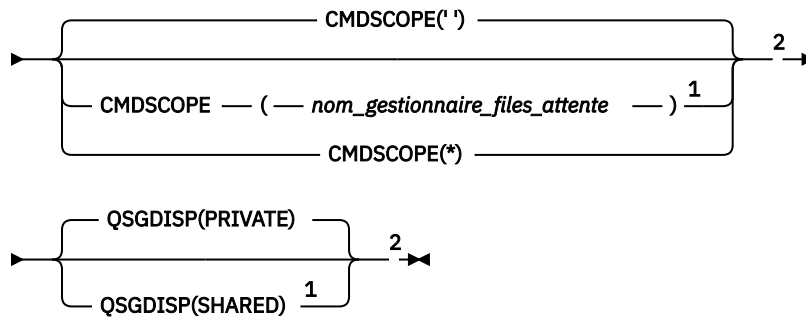 CMDSCOPE(' ')
2
CMDSCOPE ( nom_gestionnaire_files_attente ) 1
CMDSCOPE(*)
QSGDISP(PRIVATE)
2
QSGDISP(SHARED) 1